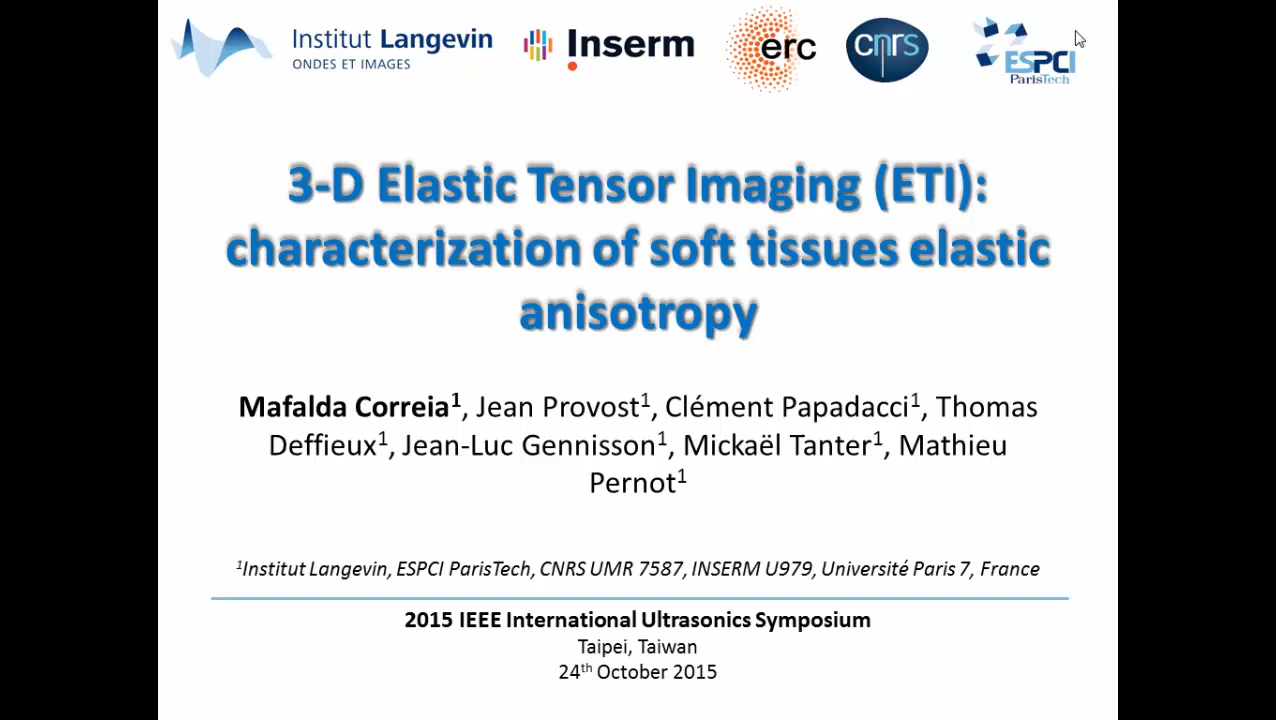 Institut Langevin
ONDES ET IMAGES
Inserm
erc
cnrs
ESPCI
ParisTech
3-D Elastic Tensor Imaging (ETI):
characterization of soft tissues elastic
anisotropy
Mafalda Correia¹, Jean Provost¹, Clément Papadacci¹, Thomas
Deffieux¹, Jean-Luc Gennisson¹, Mickaël Tanter¹, Mathieu
Pernot¹
¹Institut Langevin, ESPCI ParisTech, CNRS UMR 7587, INSERM U979, Université Paris 7, France
2015 IEEE International Ultrasonics Symposium
Taipei, Taiwan
24th October 2015